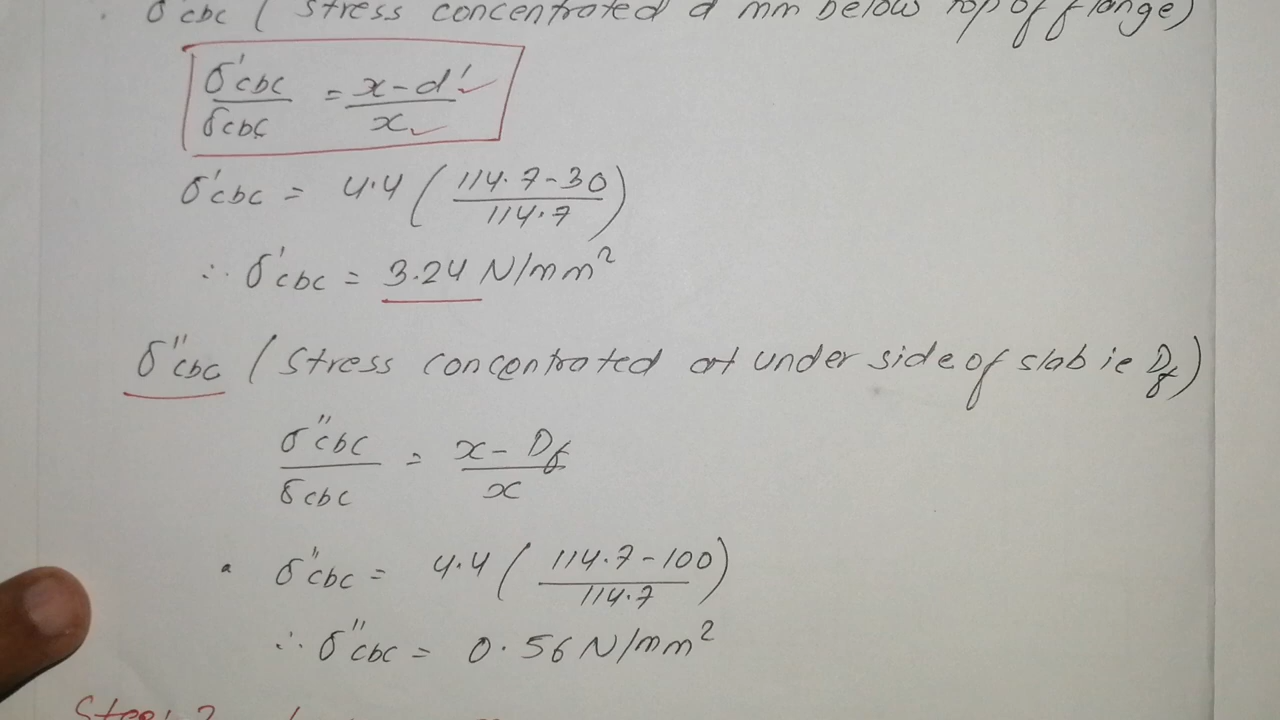 σ'cbc ( stress concentrated d mm below top of flange)
σ'cbc / σcbc = x-d' / x
σ'cbc = 4.4 ( 114.7-30 / 114.7 )
∴ σ'cbc = 3.24 N/mm²
σ"cbc ( stress concentrated at under side of slab ie Df)
σ"cbc / σcbc = x- Df / x
σ"cbc = 4.4 ( 114.7-100 / 114.7 )
∴ σ"cbc = 0.56 N/mm²